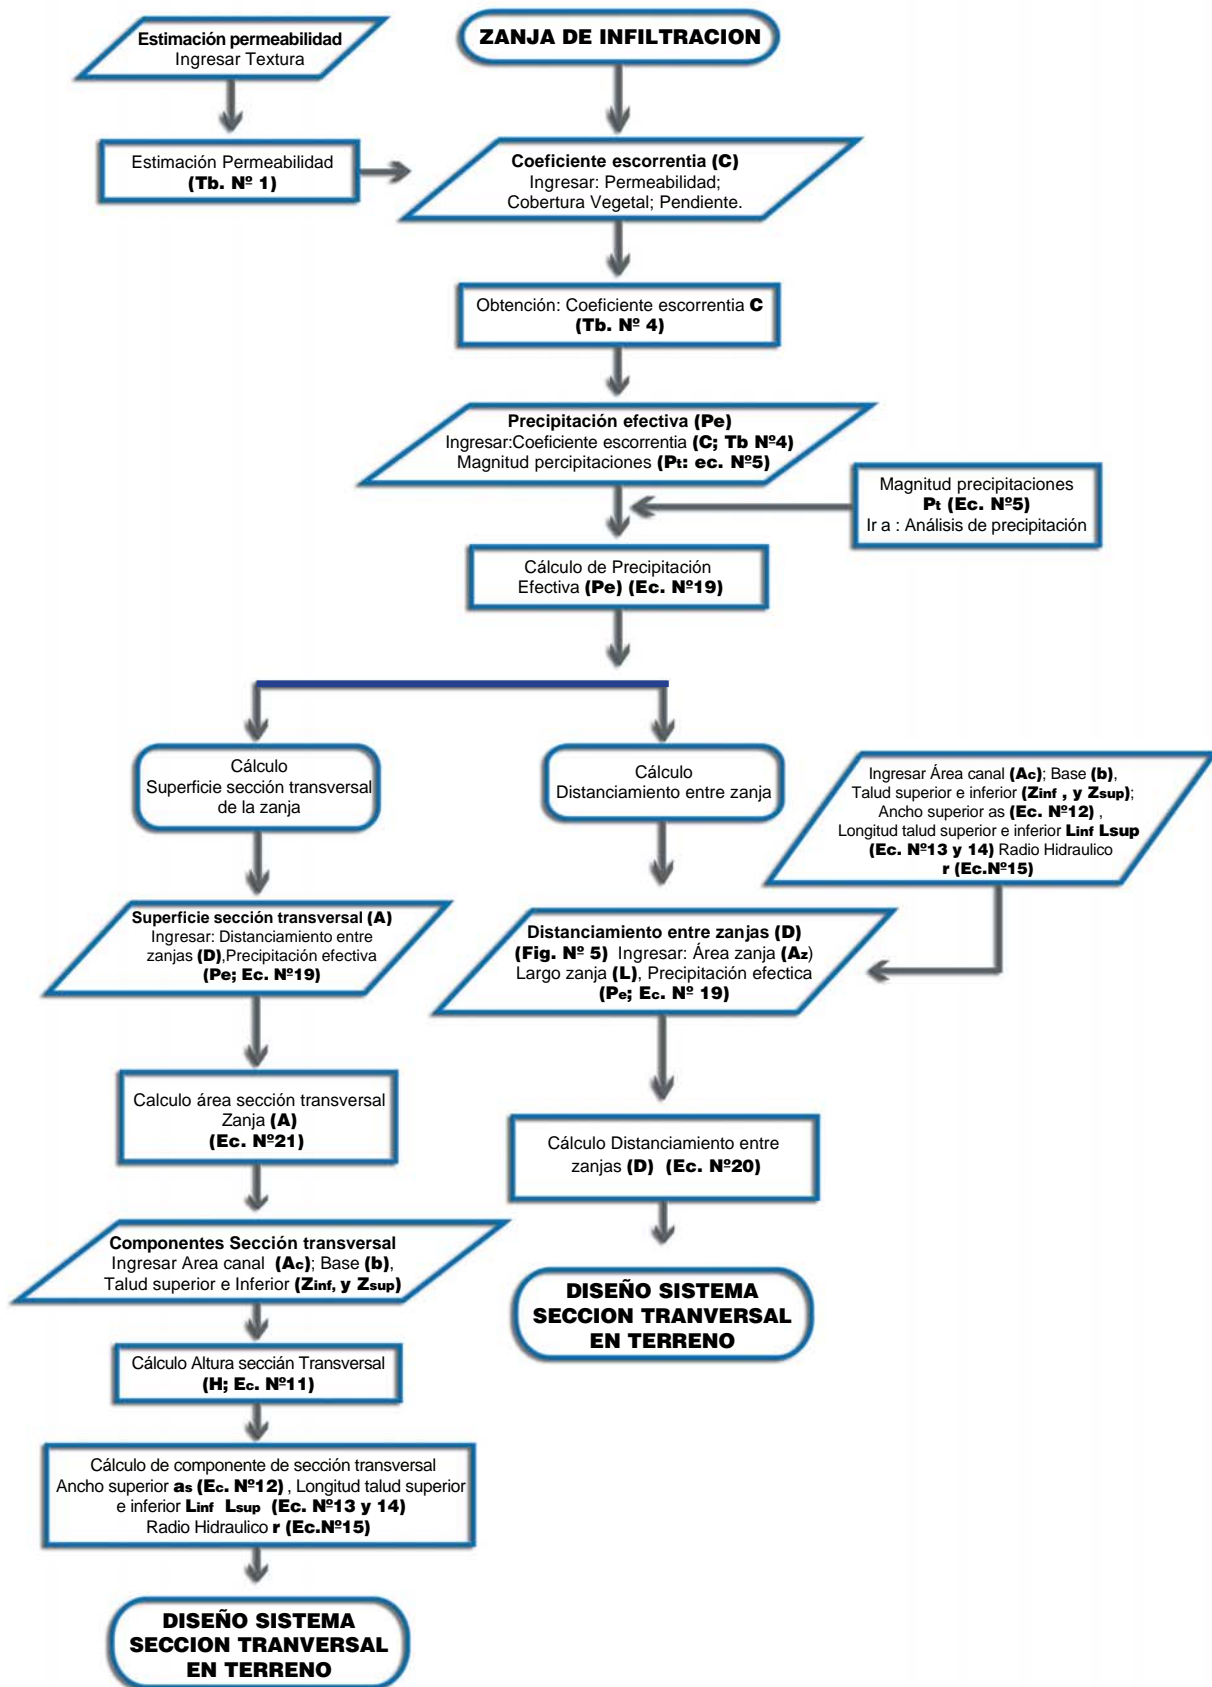 Estimación permeabilidad
Ingresar Textura
ZANJA DE INFILTRACION
Estimación Permeabilidad
(Tb. Nº 1)
Coeficiente escorrentia (C)
Ingresar: Permeabilidad;
Cobertura Vegetal; Pendiente.
Obtención: Coeficiente escorrentia C
(Tb. Nº 4)
Precipitación efectiva (Pe)
Ingresar:Coeficiente escorrentia (C; Tb Nº4)
Magnitud percipitaciones (Pt: ec. Nº5)
Magnitud precipitaciones
Pt (Ec. Nº5)
Ir a : Análisis de precipitación
Cálculo de Precipitación
Efectiva (Pe) (Ec. Nº19)
Cálculo
Superficie sección transversal
de la zanja
Cálculo
Distanciamiento entre zanja
Ingresar Área canal (Ac); Base (b),
Talud superior e inferior (Zinf , y Zsup);
Ancho superior as (Ec. Nº12) ,
Longitud talud superior e inferior Linf Lsup
(Ec. Nº13 y 14) Radio Hidraulico
r (Ec.Nº15)
Superficie sección transversal (A)
Ingresar: Distanciamiento entre
zanjas (D),Precipitación efectiva
(Pe; Ec. Nº19)
Distanciamiento entre zanjas (D)
(Fig. Nº 5) Ingresar: Área zanja (Az)
Largo zanja (L), Precipitación efectica
(Pe; Ec. Nº 19)
Calculo área sección transversal
Zanja (A)
(Ec. Nº21)
Cálculo Distanciamiento entre
zanjas (D) (Ec. Nº20)
Componentes Sección transversal
Ingresar Area canal (Ac); Base (b),
Talud superior e Inferior (Zinf, y Zsup)
DISEÑO SISTEMA
SECCION TRANVERSAL
EN TERRENO
Cálculo Altura seccián Transversal
(H; Ec. Nº11)
Cálculo de componente de sección transversal
Ancho superior as (Ec. Nº12) , Longitud talud superior
e inferior Linf Lsup (Ec. Nº13 y 14)
Radio Hidraulico r (Ec.Nº15)
DISEÑO SISTEMA
SECCION TRANVERSAL
EN TERRENO